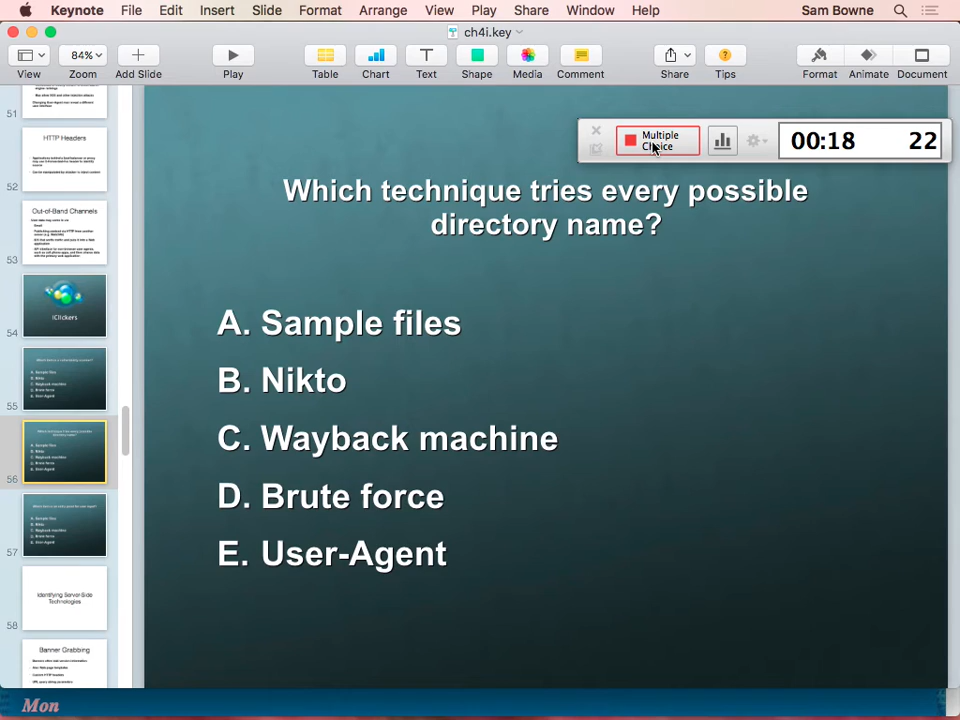 Keynote File Edit Insert Slide Format Arrange View Play Share Window Help Sam Bowne
ch4i.key
84%
View Zoom Add Slide Play Table Chart Text Shape Media Comment Share Tips Format Animate Document
Multiple
Choice
00:18 22
Which technique tries every possible
directory name?
A. Sample files
B. Nikto
C. Wayback machine
D. Brute force
E. User-Agent
51
HTTP Headers
52
Out-of-Band Channels
53
iClickers
54
55
56
57
Identifying Server-Side
Technologies
58
Banner Grabbing
Mon